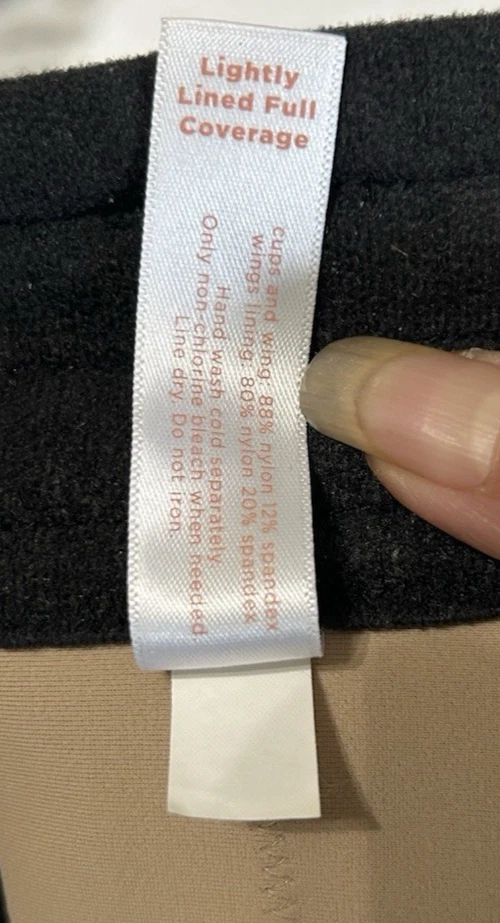 Lightly
Lined Full
Coverage
cups and wing: 88% nylon 12% spandex
wings lining: 80% nylon 20% spandex
Hand wash cold separately
Only non-chlorine bleach when needed
Line dry. Do not iron.